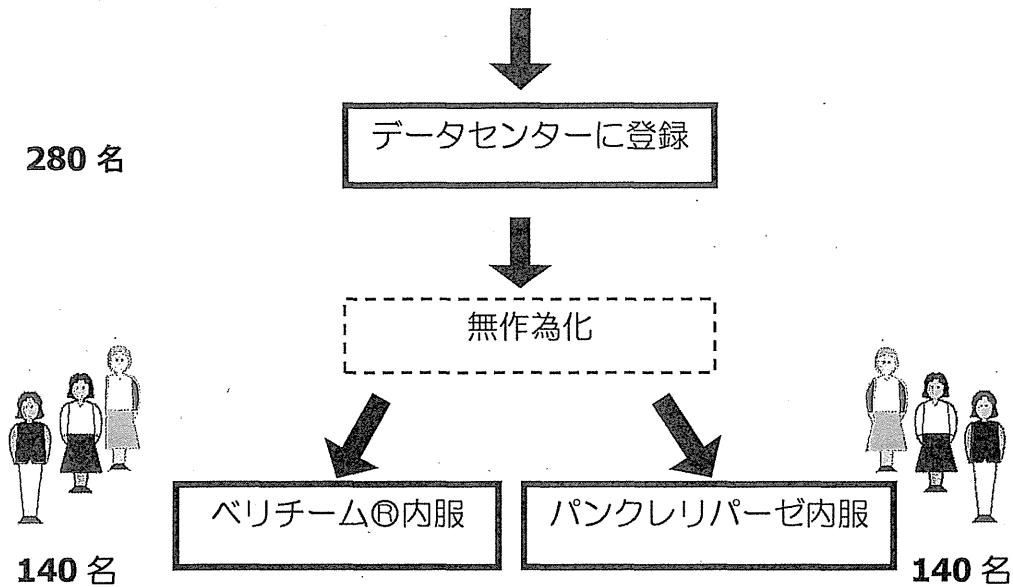 データセンターに登録
280 名
無作為化
ベリチーム®内服
パンクレリパーゼ内服
140 名
140 名